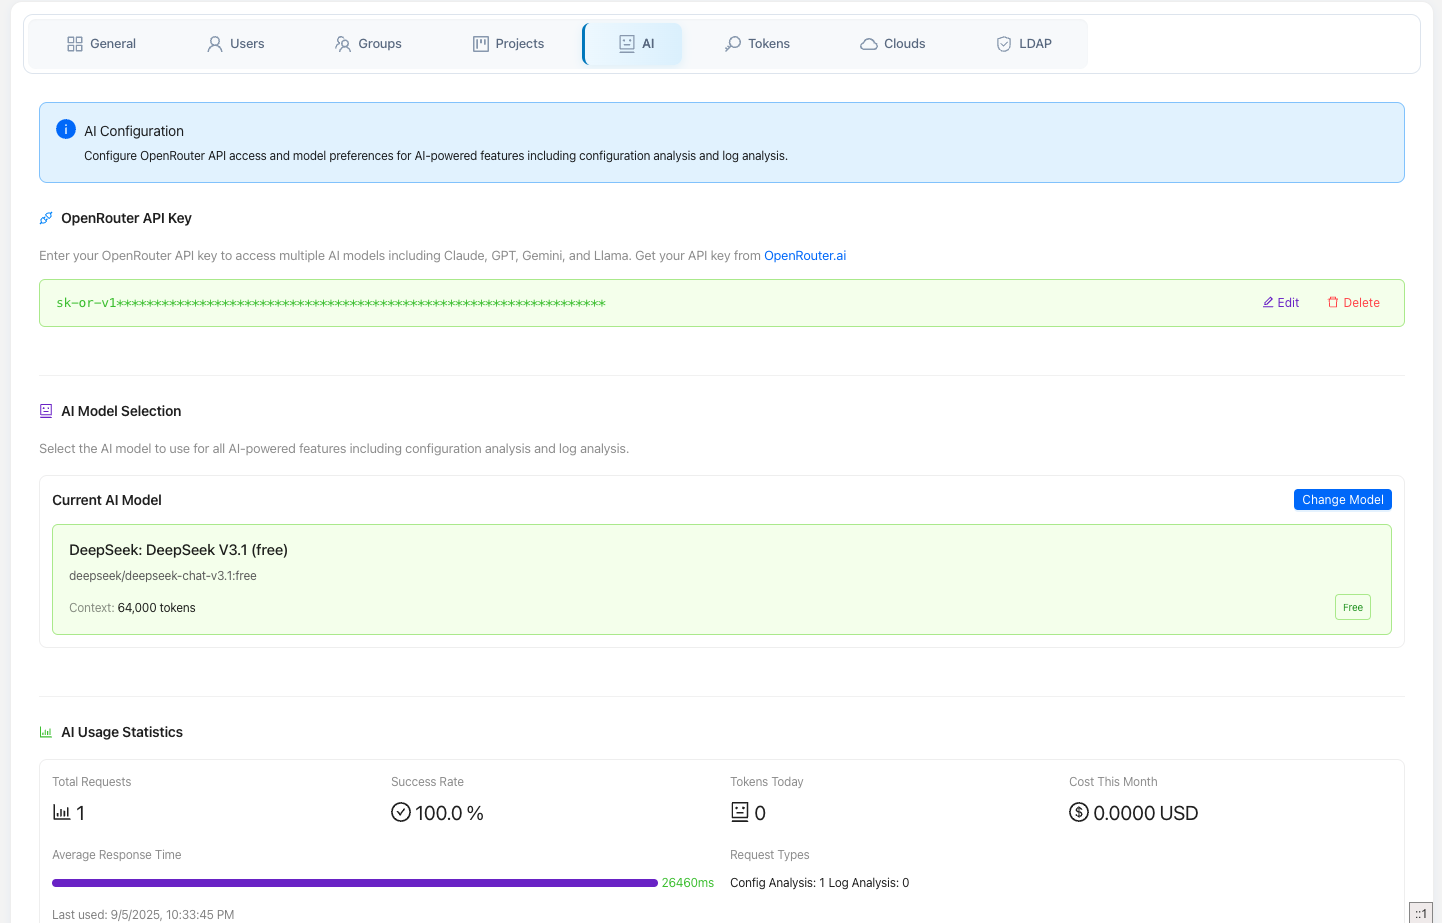 General Users Groups Projects AI Tokens Clouds LDAP
AI Configuration
Configure OpenRouter API access and model preferences for AI-powered features including configuration analysis and log analysis.
OpenRouter API Key
Enter your OpenRouter API key to access multiple AI models including Claude, GPT, Gemini, and Llama. Get your API key from OpenRouter.ai
sk-or-v1***************************************************************** Edit Delete
AI Model Selection
Select the AI model to use for all AI-powered features including configuration analysis and log analysis.
Current AI Model Change Model
DeepSeek: DeepSeek V3.1 (free)
deepseek/deepseek-chat-v3.1:free
Context: 64,000 tokens Free
AI Usage Statistics
Total Requests Success Rate Tokens Today Cost This Month
1 100.0 % 0 0.0000 USD
Average Response Time Request Types
26460ms Config Analysis: 1 Log Analysis: 0
Last used: 9/5/2025, 10:33:45 PM
::1